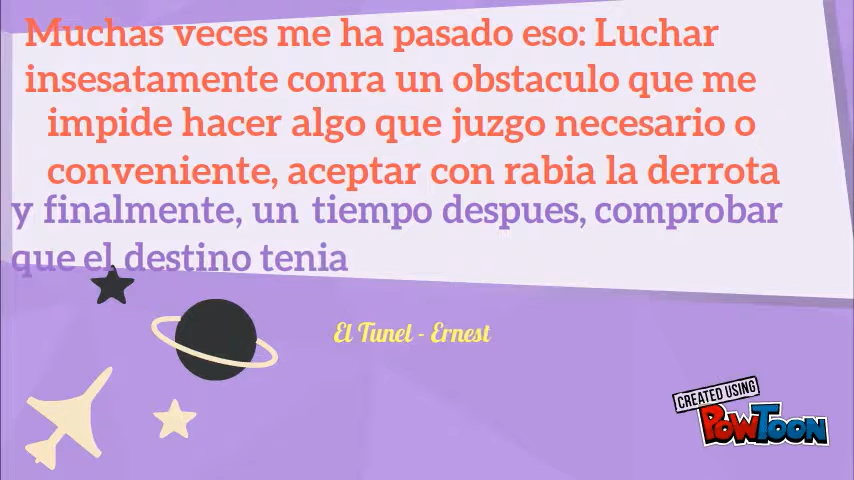 Muchas veces me ha pasado eso: Luchar
insesatamente conra un obstaculo que me
impide hacer algo que juzgo necesario o
conveniente, aceptar con rabia la derrota
y finalmente, un tiempo despues, comprobar
que el destino tenia
El Tunel - Ernest
CREATED USING
POWTOON